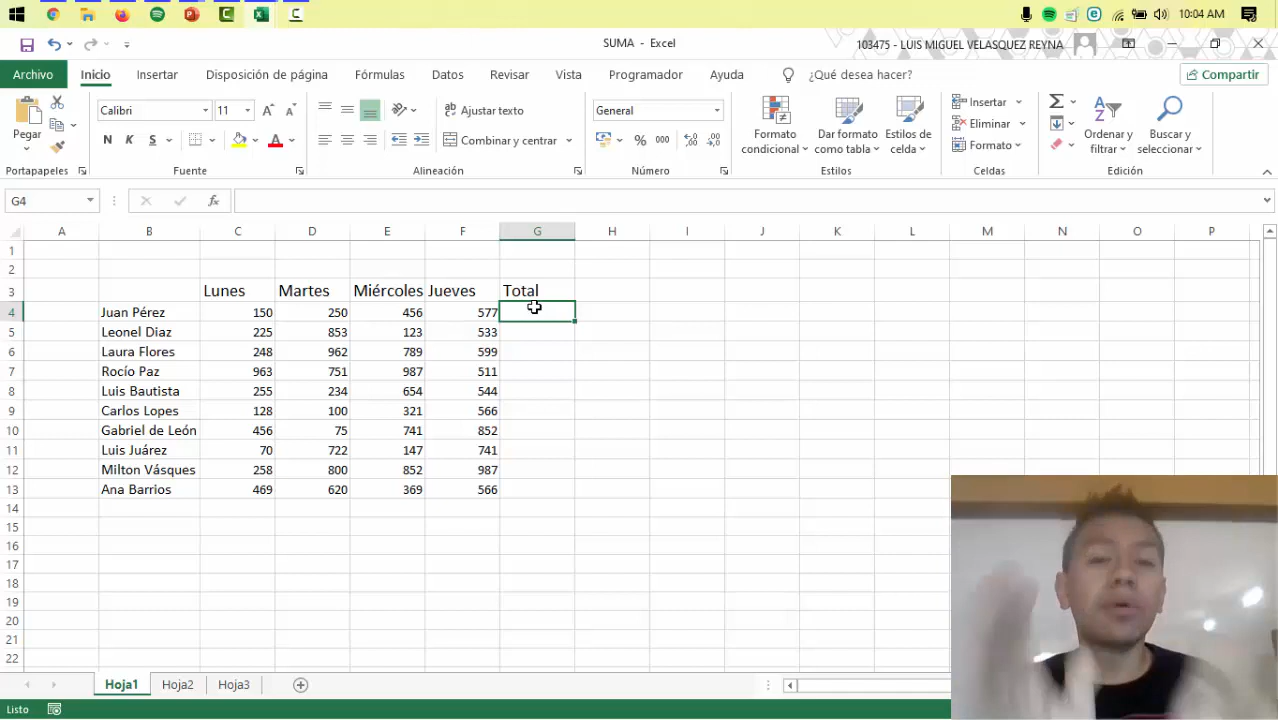 10:04 AM
SUMA - Excel
103475 - LUIS MIGUEL VELASQUEZ REYNA
Archivo Inicio Insertar Disposición de página Fórmulas Datos Revisar Vista Programador Ayuda ¿Qué desea hacer? Compartir
Pegar
Calibri 11
N K S
Ajustar texto
Combinar y centrar
General
% 000
Formato condicional
Dar formato como tabla
Estilos de celda
Insertar
Eliminar
Formato
Ordenar y filtrar
Buscar y seleccionar
Portapapeles Fuente Alineación Número Estilos Celdas Edición
G4 fx
A B C D E F G H I J K L M N O P
1
2
3 Lunes Martes Miércoles Jueves Total
4 Juan Pérez 150 250 456 577
5 Leonel Diaz 225 853 123 533
6 Laura Flores 248 962 789 599
7 Rocío Paz 963 751 987 511
8 Luis Bautista 255 234 654 544
9 Carlos Lopes 128 100 321 566
10 Gabriel de León 456 75 741 852
11 Luis Juárez 70 722 147 741
12 Milton Vásques 258 800 852 987
13 Ana Barrios 469 620 369 566
14
15
16
17
18
19
20
21
22
Hoja1 Hoja2 Hoja3
Listo